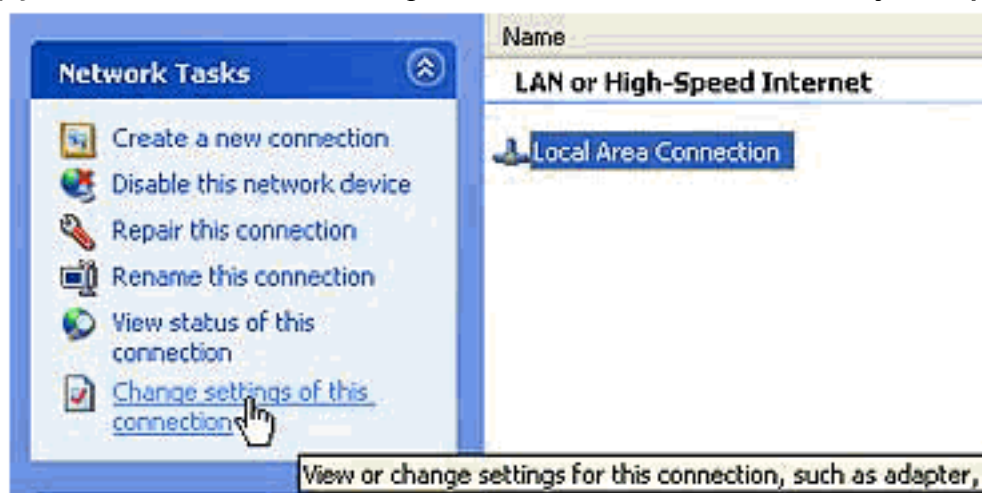 Network Tasks
Create a new connection
Disable this network device
Repair this connection
Rename this connection
View status of this
connection
Change settings of this
connection
Name
LAN or High-Speed Internet
Local Area Connection
View or change settings for this connection, such as adapter,